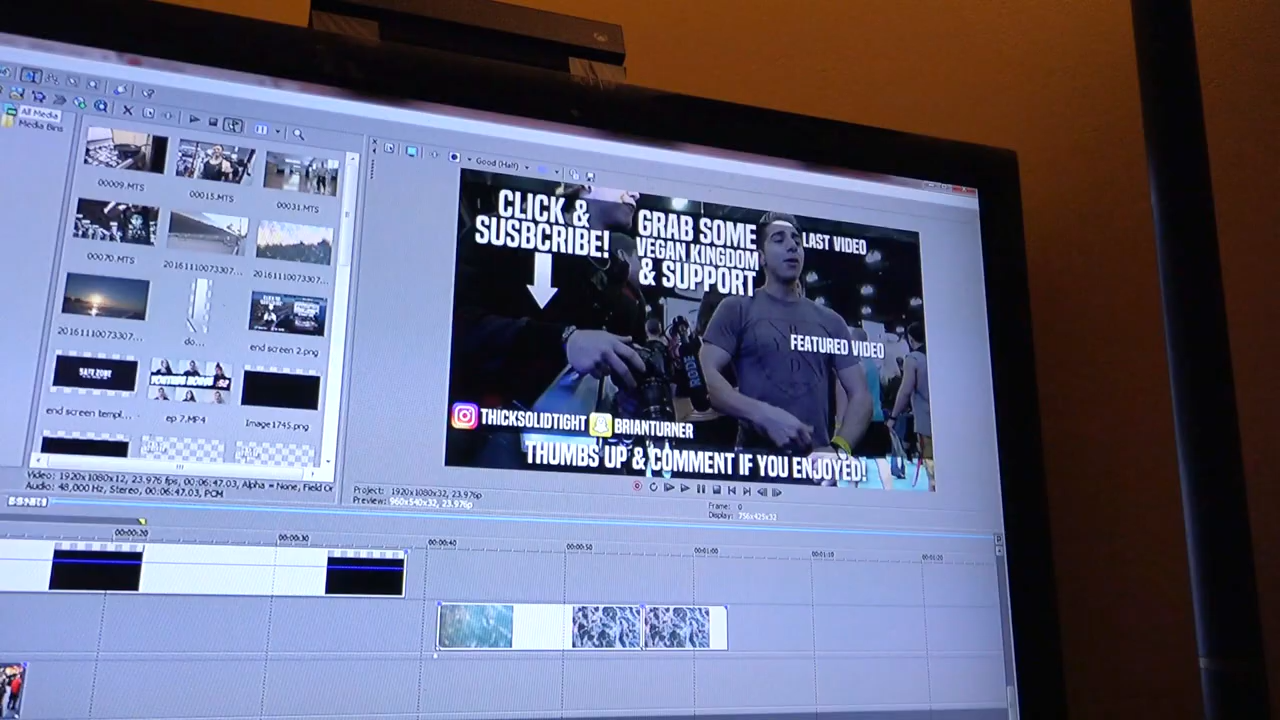 All Media
Media Bins
00009.MTS
00015.MTS
00031.MTS
00070.MTS
20161110073307...
20161110073307...
20161110073307...
do...
end screen 2.png
SAFE ZONE
end screen templ...
ep 7.MP4
Image1745.png
Video: 1920x1080x12, 23.976 fps, 00:06:47.03, Alpha = None, Field Or
Audio: 48,000 Hz, Stereo, 00:06:47.03, PCM
Good (Half)
CLICK &
SUSBCRIBE!
GRAB SOME
VEGAN KINGDOM
& SUPPORT
LAST VIDEO
FEATURED VIDEO
RODE
THICKSOLIDTIGHT
BRIANTURNER
THUMBS UP & COMMENT IF YOU ENJOYED!
Project: 1920x1080x32, 23.976p
Preview: 960x540x32, 23.976p
Frame: 0
Display: 756x425x32
00:00:20
00:00:30
00:00:40
00:00:50
00:01:00
00:01:10
00:01:20